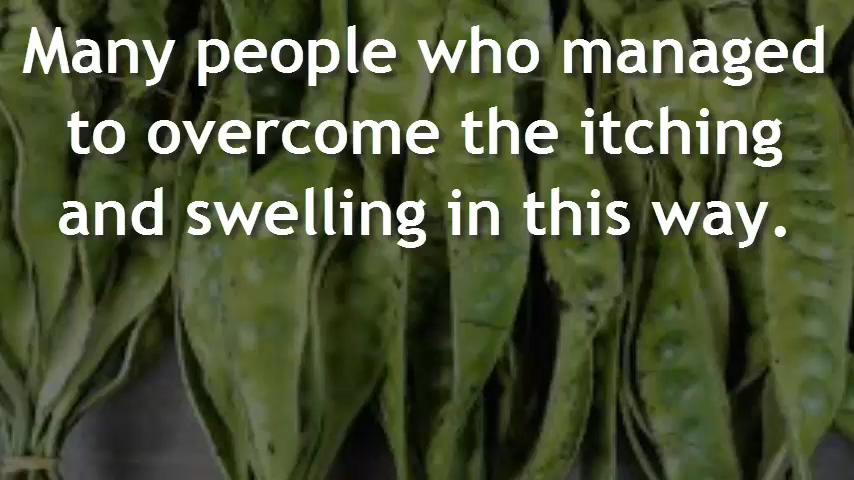 Many people who managed
to overcome the itching
and swelling in this way.